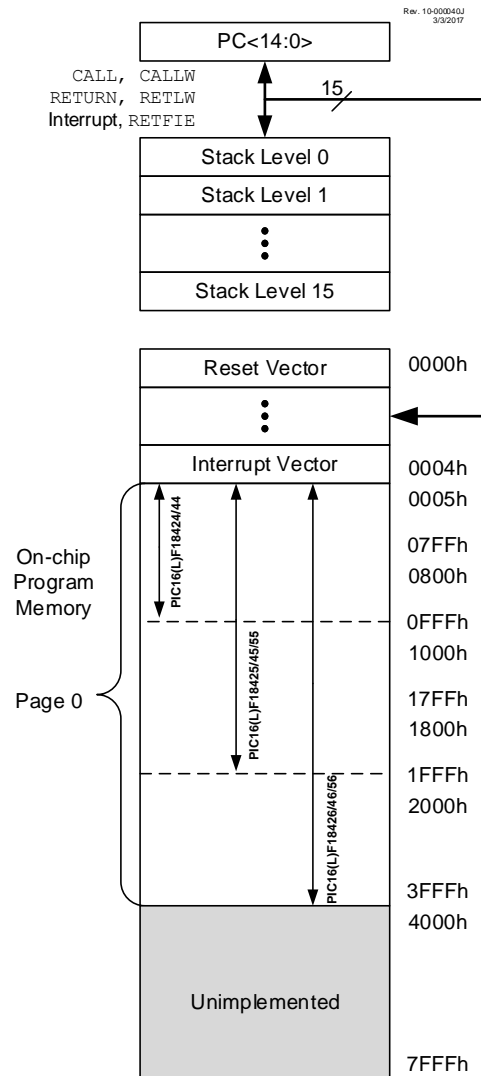 Rev. 10-000040J
3/3/2017
PC<14:0>
CALL, CALLW
RETURN, RETLW
Interrupt, RETFIE
15
Stack Level 0
Stack Level 1
Stack Level 15
Reset Vector
0000h
Interrupt Vector
0004h
0005h
On-chip
Program
Memory
Page 0
PIC16(L)F18424/44
PIC16(L)F18425/45/55
PIC16(L)F18426/46/56
07FFh
0800h
0FFFh
1000h
17FFh
1800h
1FFFh
2000h
3FFFh
4000h
Unimplemented
7FFFh